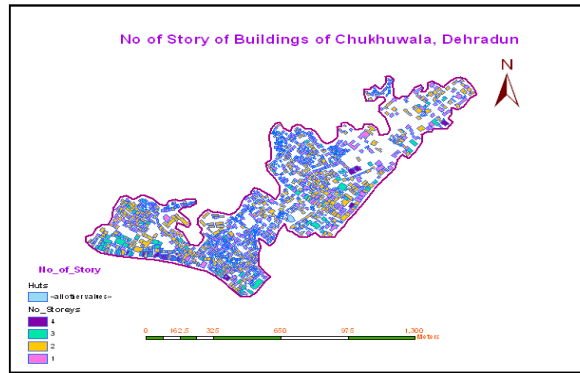 No of Story of Buildings of Chukhuwala, Dehradun
N
No_of_Story
Huts
<all other values>
No_Storeys
4
3
2
1
0 162.5 325 650 975 1,300
Meters